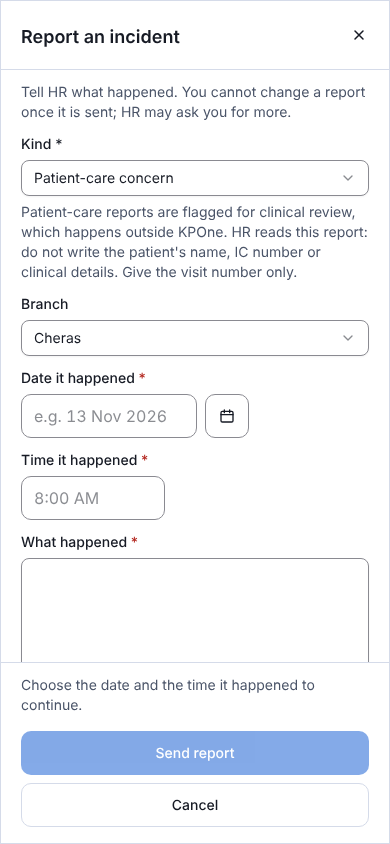 Report an incident
Tell HR what happened. You cannot change a report
once it is sent; HR may ask you for more.
Kind *
Patient-care concern
Patient-care reports are flagged for clinical review,
which happens outside KPOne. HR reads this report:
do not write the patient's name, IC number or
clinical details. Give the visit number only.
Branch
Cheras
Date it happened *
e.g. 13 Nov 2026
Time it happened *
8:00 AM
What happened *
Choose the date and the time it happened to
continue.
Send report
Cancel